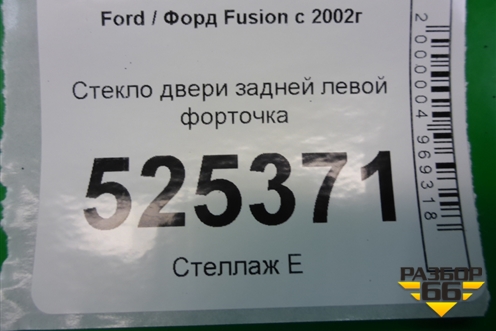 Ford / Форд Fusion с 2002г
Стекло двери задней левой
форточка
525371
Стеллаж Е
2000004969318
РАЗБОР
66